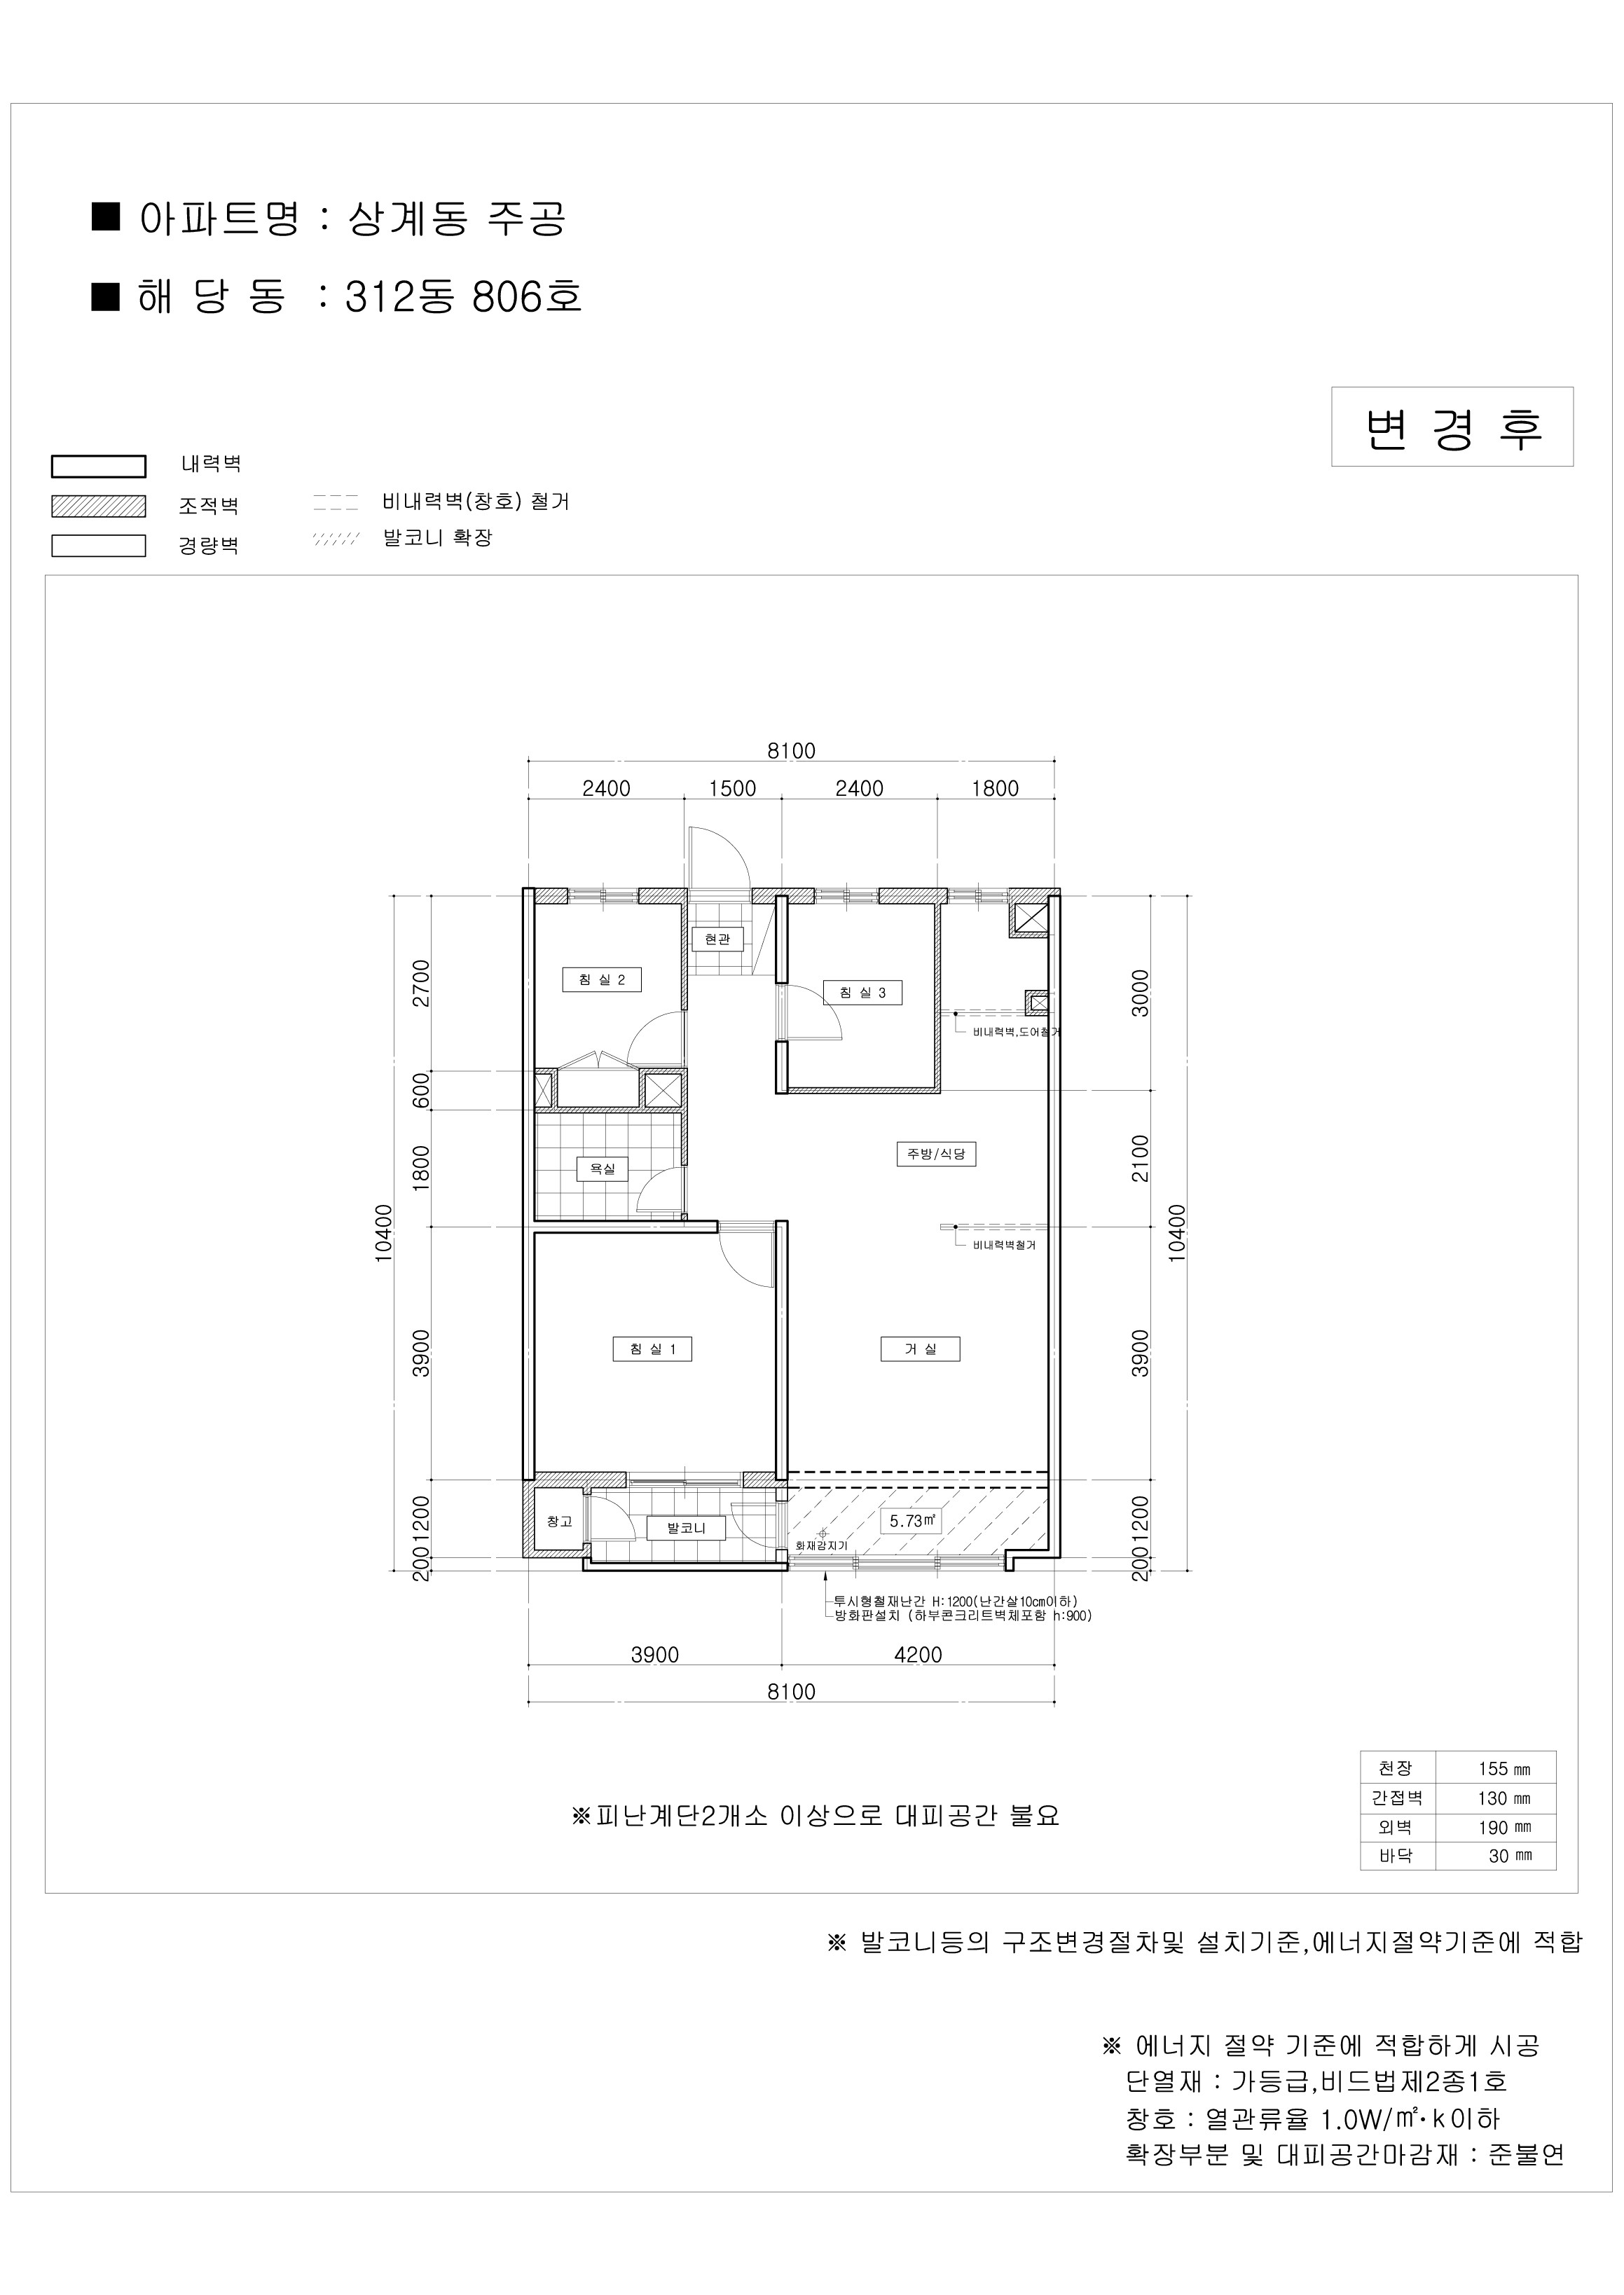 ■ 아파트명 : 상계동 주공
■ 해 당 동 : 312동 806호
변 경 후
내력벽
조적벽
경량벽
비내력벽(창호) 철거
발코니 확장
8100
2400 1500 2400 1800
현관
침 실 2
침 실 3
비내력벽,도어철거
욕실
주방/식당
비내력벽철거
침 실 1
거 실
창고
발코니
5.73㎡
화재감지기
투시형철재난간 H:1200(난간살10cm이하)
방화판설치 (하부콘크리트벽체포함 h:900)
10400
2700
600
1800
3900
1200
200
3000
2100
3900
1200
200
10400
3900 4200
8100
※피난계단2개소 이상으로 대피공간 불요
천장 155 ㎜
간접벽 130 ㎜
외벽 190 ㎜
바닥 30 ㎜
※ 발코니등의 구조변경절차및 설치기준,에너지절약기준에 적합
※ 에너지 절약 기준에 적합하게 시공
단열재 : 가등급,비드법제2종1호
창호 : 열관류율 1.0W/㎡·k이하
확장부분 및 대피공간마감재 : 준불연